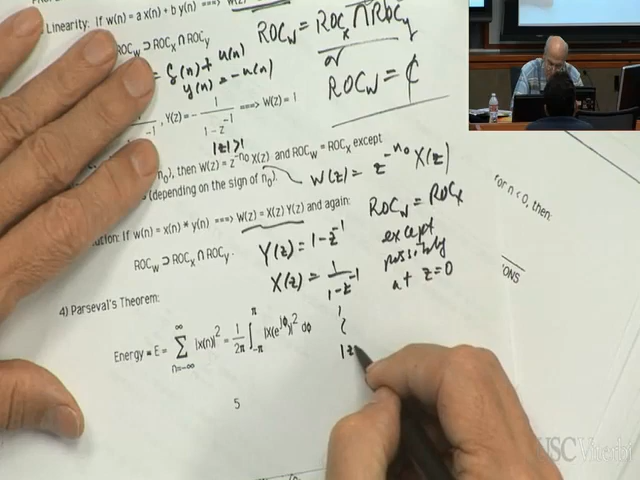 Linearity: If w(n) = a x(n) + b y(n) ===>
ROC_W ⊃ ROC_X ∩ ROC_Y
ROC_W = ROC_X ∩ ROC_Y
or
ROC_W = ₵
= δ(n) + u(n)
y(n) = -u(n)
, Y(z) = - 1 / (1 - z⁻¹) ===> W(z) = 1
|z| > 1
n₀), then W(z) = z^-n₀ X(z) and ROC_W = ROC_X except
(depending on the sign of n₀).
W(z) = z^-n₀ X(z)
ROC_W = ROC_X
except
possibly
at z=0
for n < 0, then:
ution: If w(n) = x(n) * y(n) ===> W(z) = X(z) Y(z) and again:
ROC_W ⊃ ROC_X ∩ ROC_Y.
Y(z) = 1 - z⁻¹
X(z) = 1 / (1 - z⁻¹)
|z
ONS
4) Parseval's Theorem:
Energy = E = ∑ n=-∞ ∞ |x(n)|² = 1/2π ∫ -π π |X(e^jϕ)|² dϕ
5
USC Viterbi